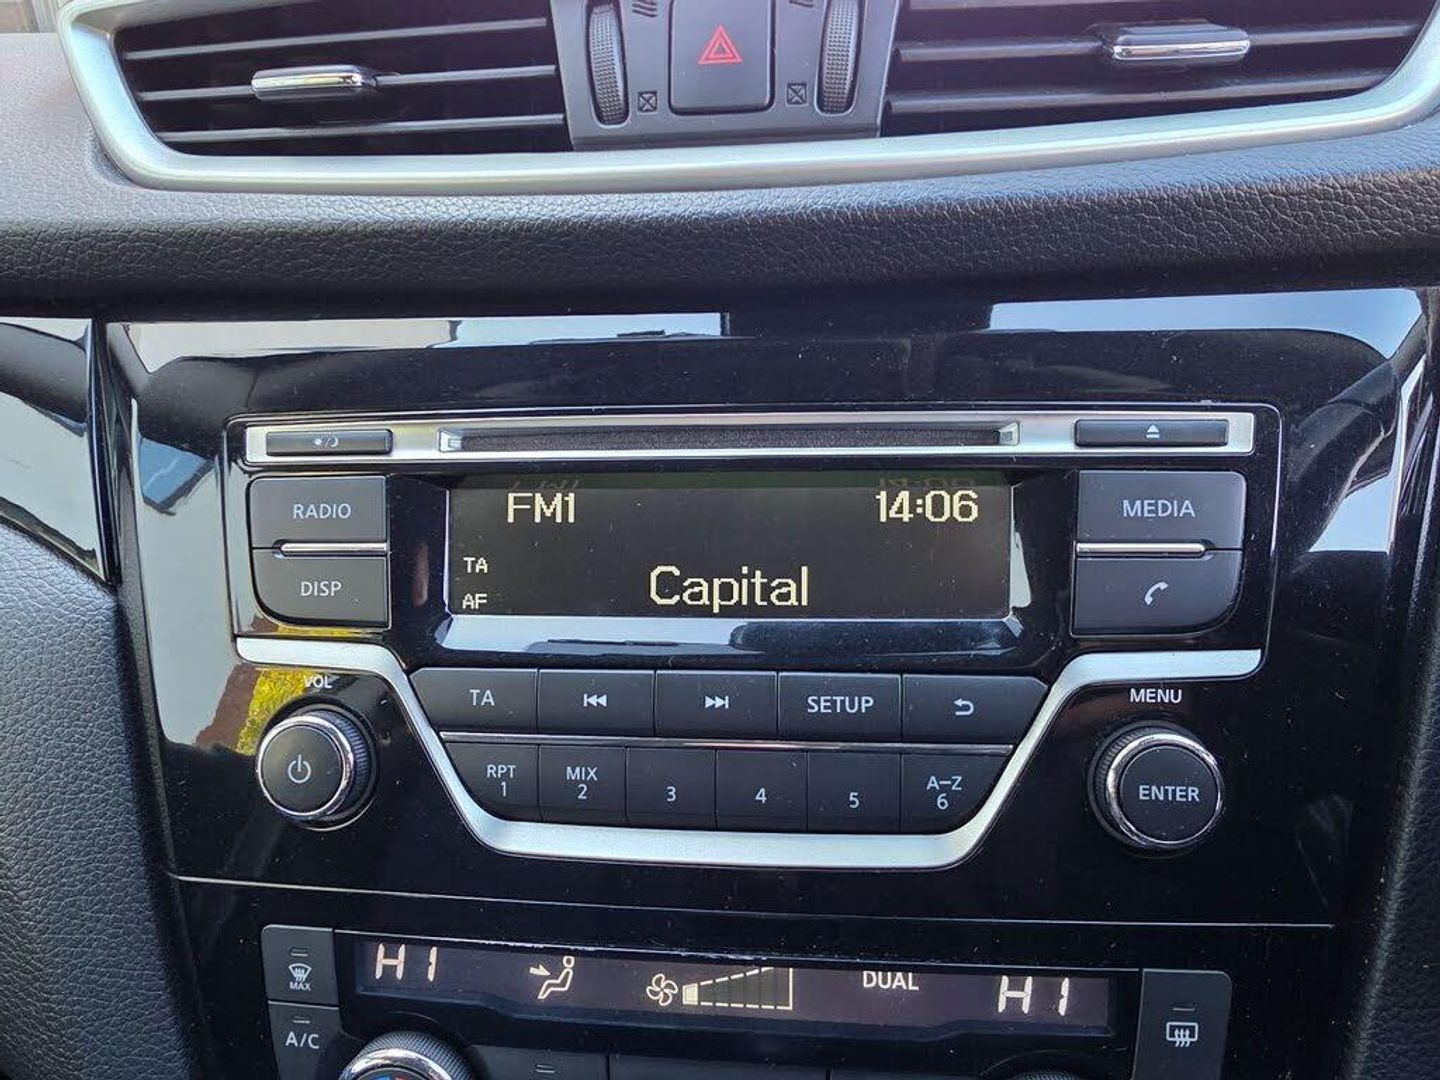 RADIO
DISP
FM1 14:06
TA
AF
Capital
MEDIA
VOL
TA
SETUP
MENU
RPT
1
MIX
2
3
4
5
A-Z
6
ENTER
MAX
A/C
HI
DUAL
HI